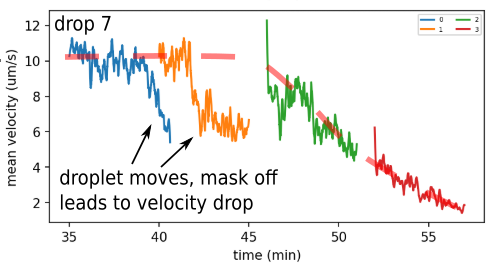 drop 7
0 2
1 3
12
10
8
6
4
2
mean velocity (um/s)
droplet moves, mask off
leads to velocity drop
35 40 45 50 55
time (min)